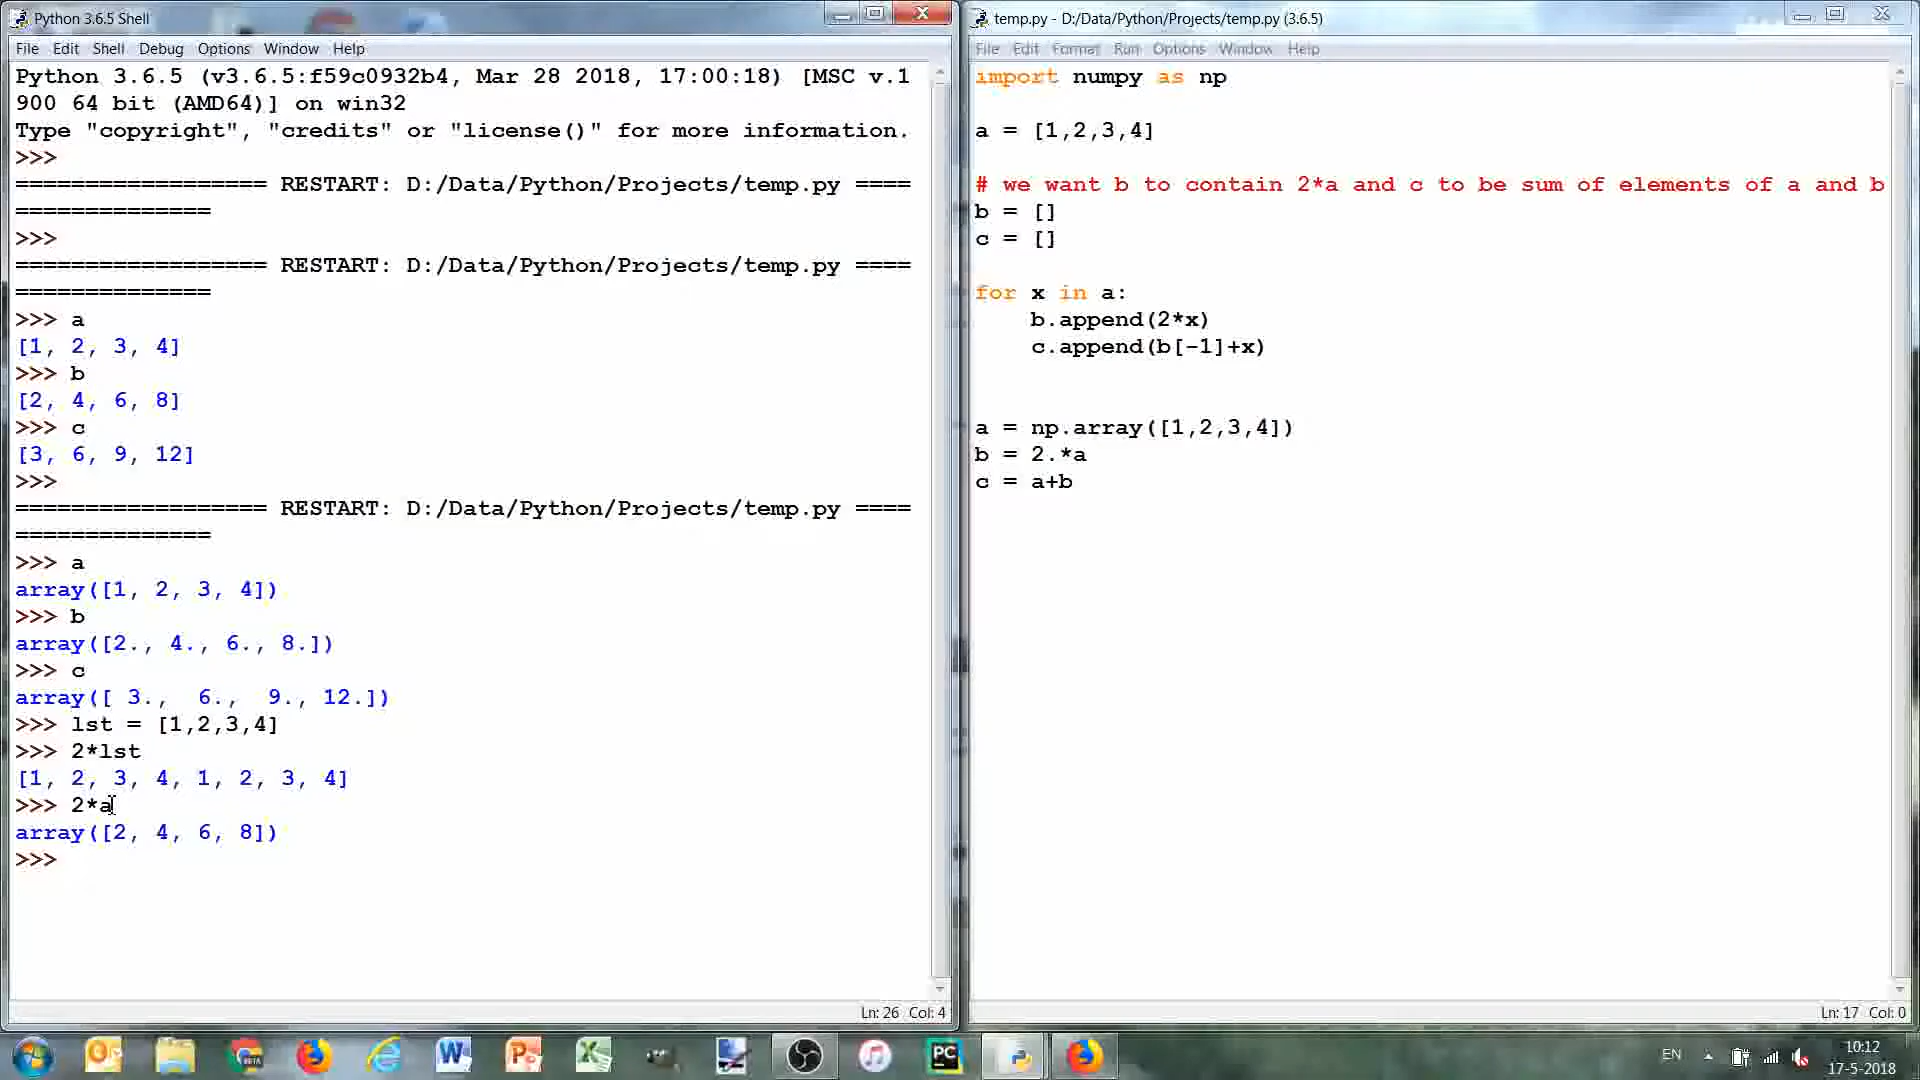 Python 3.6.5 Shell
File Edit Shell Debug Options Window Help
Python 3.6.5 (v3.6.5:f59c0932b4, Mar 28 2018, 17:00:18) [MSC v.1
900 64 bit (AMD64)] on win32
Type "copyright", "credits" or "license()" for more information.
>>>
================== RESTART: D:/Data/Python/Projects/temp.py ====
==============
>>>
================== RESTART: D:/Data/Python/Projects/temp.py ====
==============
>>> a
[1, 2, 3, 4]
>>> b
[2, 4, 6, 8]
>>> c
[3, 6, 9, 12]
>>>
================== RESTART: D:/Data/Python/Projects/temp.py ====
==============
>>> a
array([1, 2, 3, 4])
>>> b
array([2., 4., 6., 8.])
>>> c
array([ 3.,  6.,  9., 12.])
>>> lst = [1,2,3,4]
>>> 2*lst
[1, 2, 3, 4, 1, 2, 3, 4]
>>> 2*a
array([2, 4, 6, 8])
>>>
Ln: 26 Col: 4
temp.py - D:/Data/Python/Projects/temp.py (3.6.5)
File Edit Format Run Options Window Help
import numpy as np
a = [1,2,3,4]
# we want b to contain 2*a and c to be sum of elements of a and b
b = []
c = []
for x in a:
    b.append(2*x)
    c.append(b[-1]+x)
a = np.array([1,2,3,4])
b = 2.*a
c = a+b
Ln: 17 Col: 0
BETA
PC
EN
10:12
17-5-2018